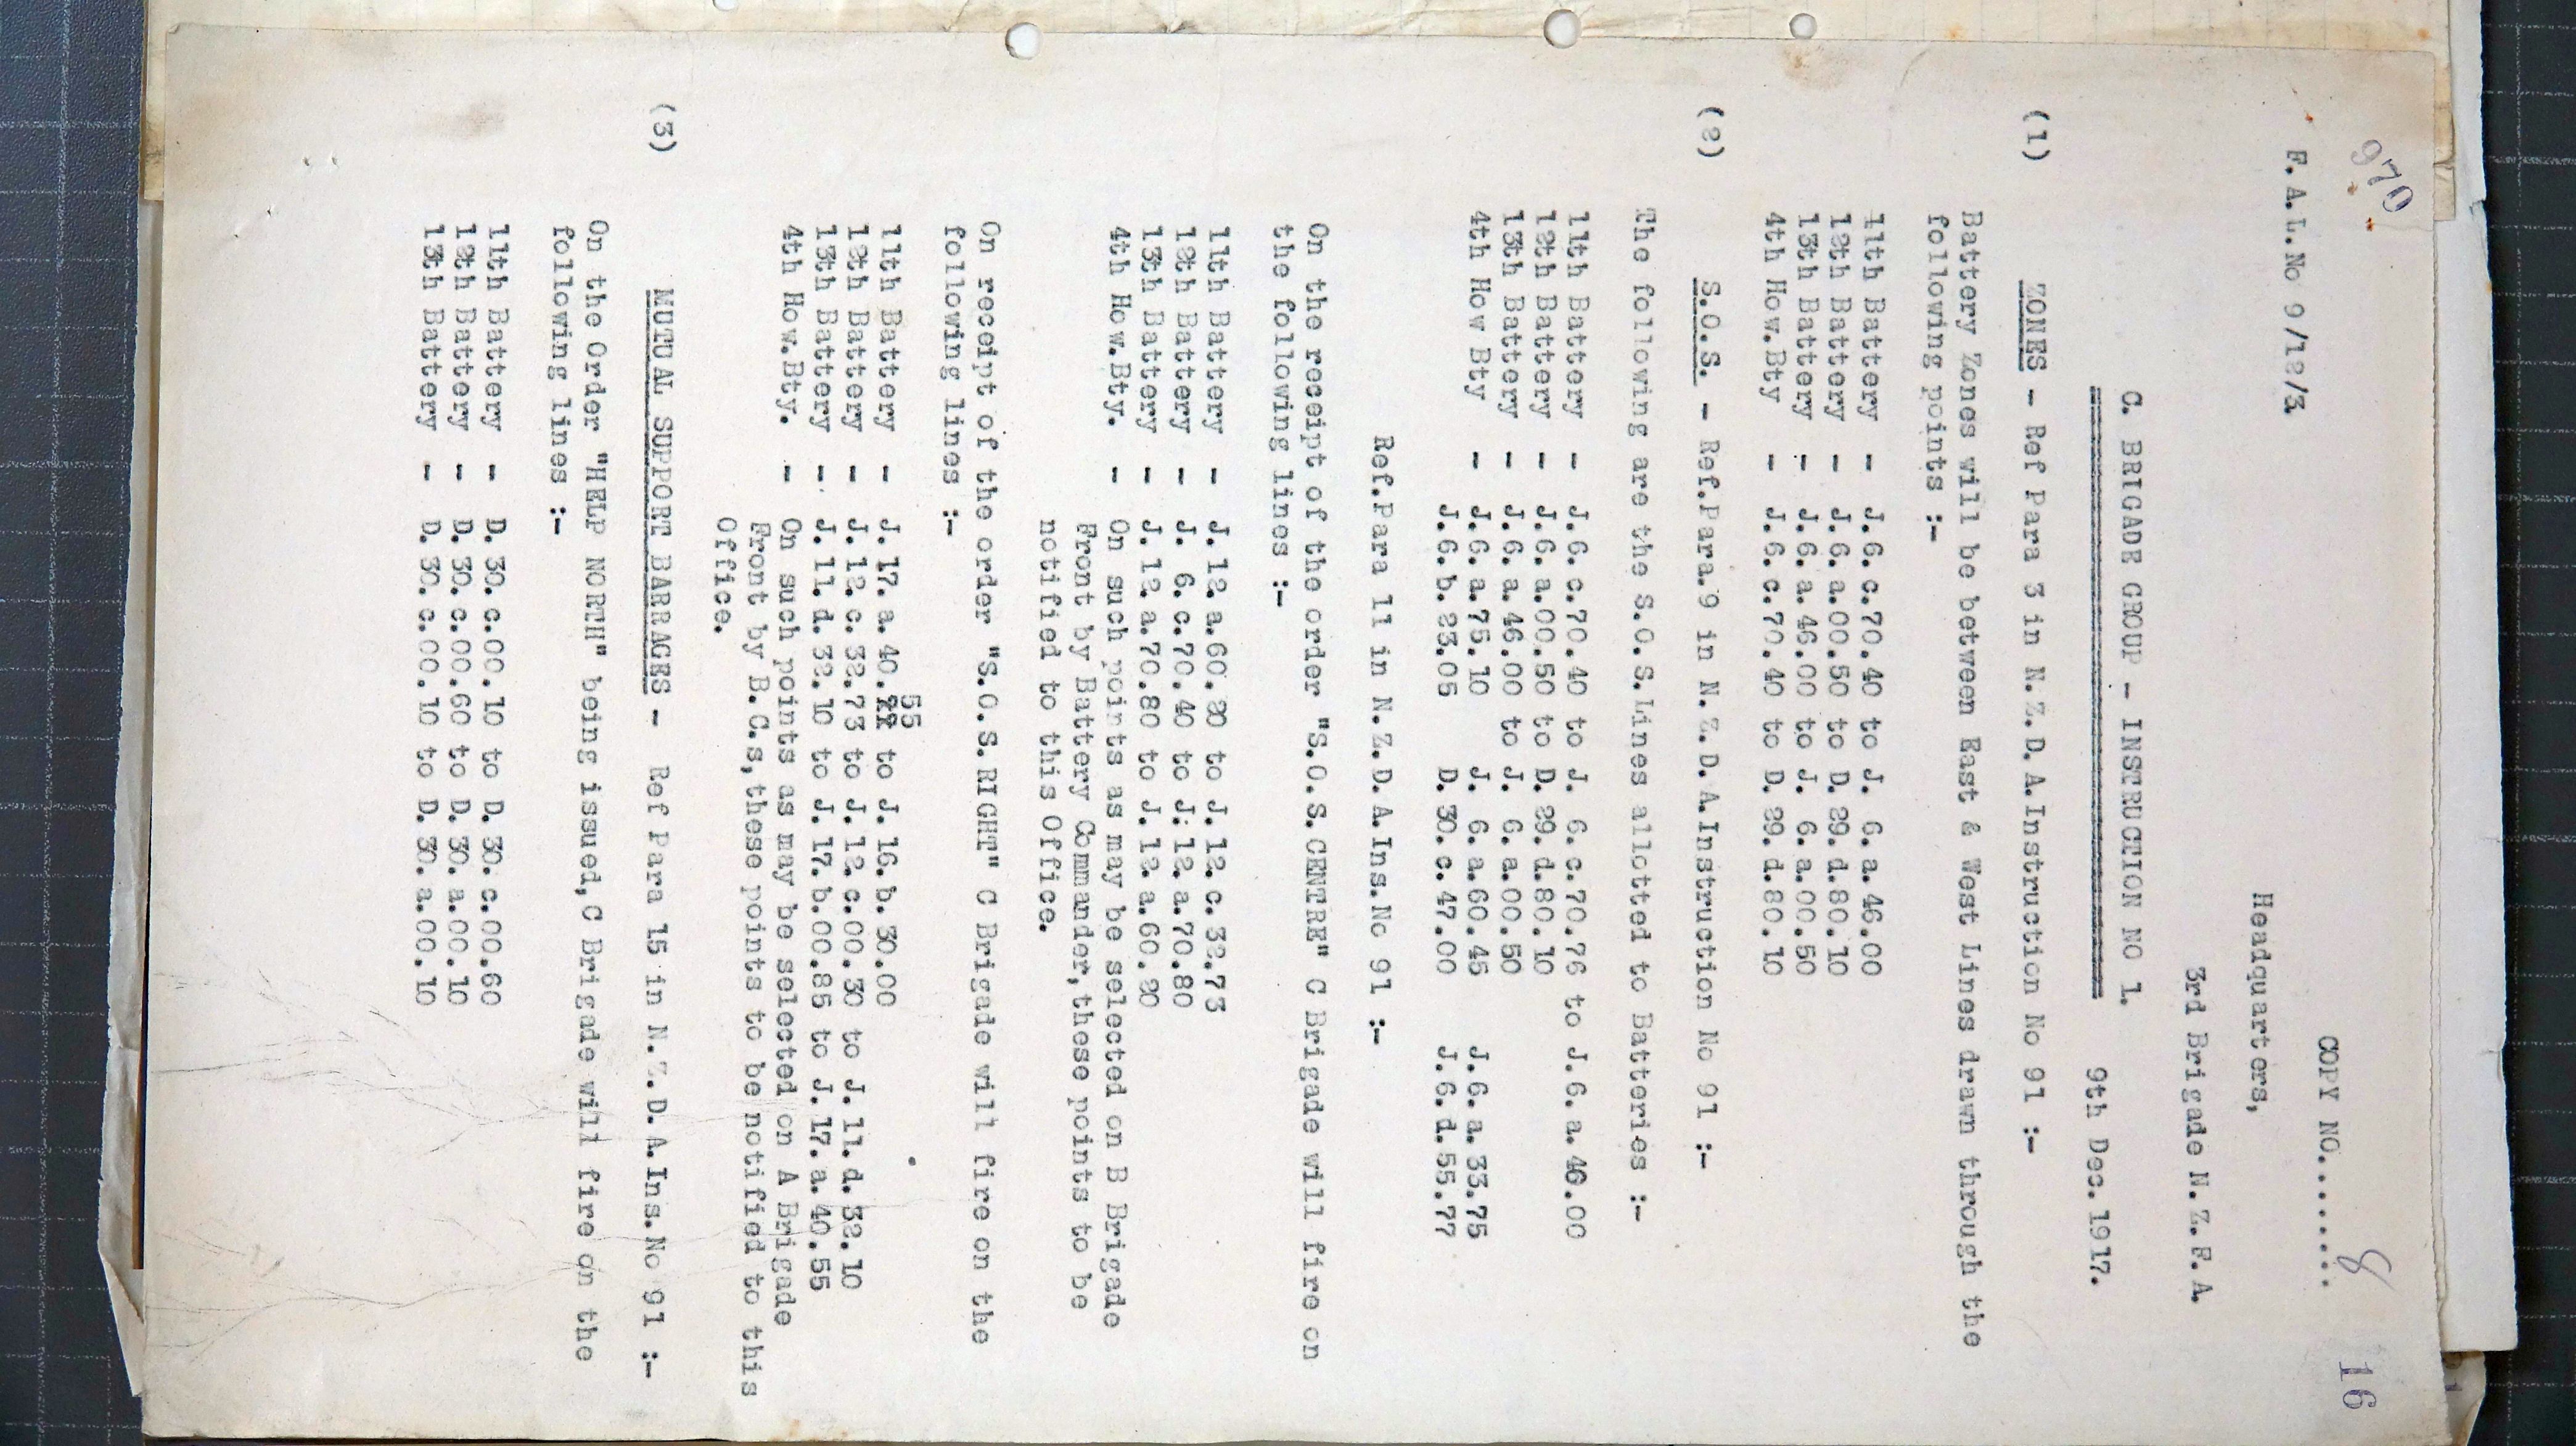 970
COPY NO........ 8 16
F.A.L.No 9/12/3.
Headquarters,
3rd Brigade N.Z.F.A.
C. BRIGADE GROUP - INSTRUCTION NO 1.
9th Dec.1917.
(1) ZONES - Ref Para 3 in N.Z.D.A.Instruction No 91 :-
Battery Zones will be between East & West Lines drawn through the
following points :-
11th Battery - J.6.c.70.40 to J. 6.a.46.00
12th Battery - J.6.a.00.50 to D.29.d.80.10
13th Battery - J.6.a.46.00 to J. 6.a.00.50
4th How.Bty - J.6.c.70.40 to D.29.d.80.10
(2) S.O.S. - Ref.Para.9 in N.Z.D.A.Instruction No 91 :-
The following are the S.O.S.Lines allotted to Batteries :-
11th Battery - J.6.c.70.40 to J. 6.c.70.76 to J.6.a.40.00
12th Battery - J.6.a.00.50 to D.29.d.80.10
13th Battery - J.6.a.46.00 to J. 6.a.00.50
4th How Bty - J.6.a.75.10 J. 6.a.60.45 J.6.a.33.75
J.6.b.23.05 D.30.c.47.00 J.6.d.55.77
Ref.Para 11 in N.Z.D.A.Ins.No 91 :-
On the receipt of the order "S.O.S.CENTRE" C Brigade will fire on
the following lines :-
11th Battery - J.12.a.60.20 to J.12.c.32.73
12th Battery - J. 6.c.70.40 to J:12.a.70.80
13th Battery - J.12.a.70.80 to J.12.a.60.20
4th How.Bty. - On such points as may be selected on B Brigade
Front by Battery Commander,these points to be
notified to this Office.
On receipt of the order "S.O.S.RIGHT" C Brigade will fire on the
following lines :-
55
11th Battery - J.17.a.40. to J.16.b.30.00
12th Battery - J.12.c.32.73 to J.12.c.00.30 to J.11.d.32.10
13th Battery - J.11.d.32.10 to J.17.b.00.85 to J.17.a.40.55
4th How.Bty. - On such points as may be selected on A Brigade
Front by B.C.s,these points to be notified to this
Office.
(3) MUTUAL SUPPORT BARRAGES - Ref Para 15 in N.Z.D.A.Ins.No 91 :-
On the Order "HELP NORTH" being issued,C Brigade will fire on the
following lines :-
11th Battery - D.30.c.00.10 to D.30.c.00.60
12th Battery - D.30.c.00.60 to D.30.a.00.10
13th Battery - D.30.c.00.10 to D.30.a.00.10